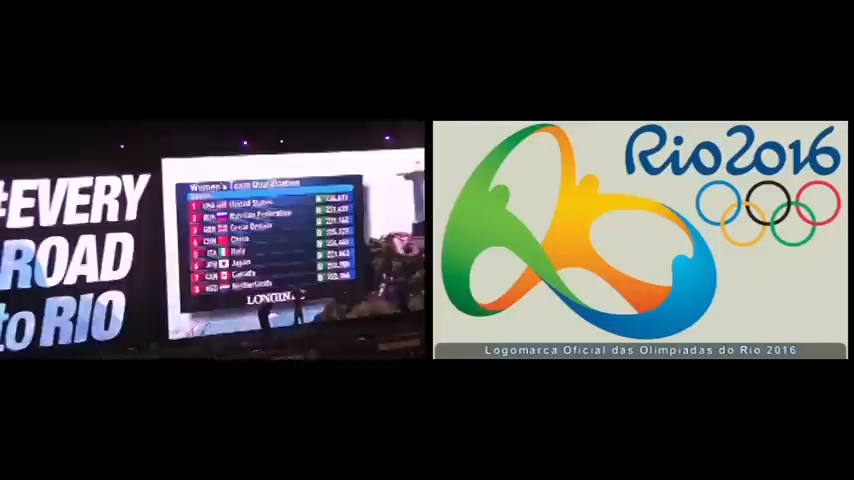 #EVERY
ROAD
to RIO
Women's Team Qualification
1 USA United States
2 RUS Russian Federation
3 GBR Great Britain
4 CHN China
5 ITA Italy
6 JPN Japan
7 CAN Canada
8 NED Netherlands
LONGINES
Rio2016
Logomarca Oficial das Olimpiadas do Rio 2016